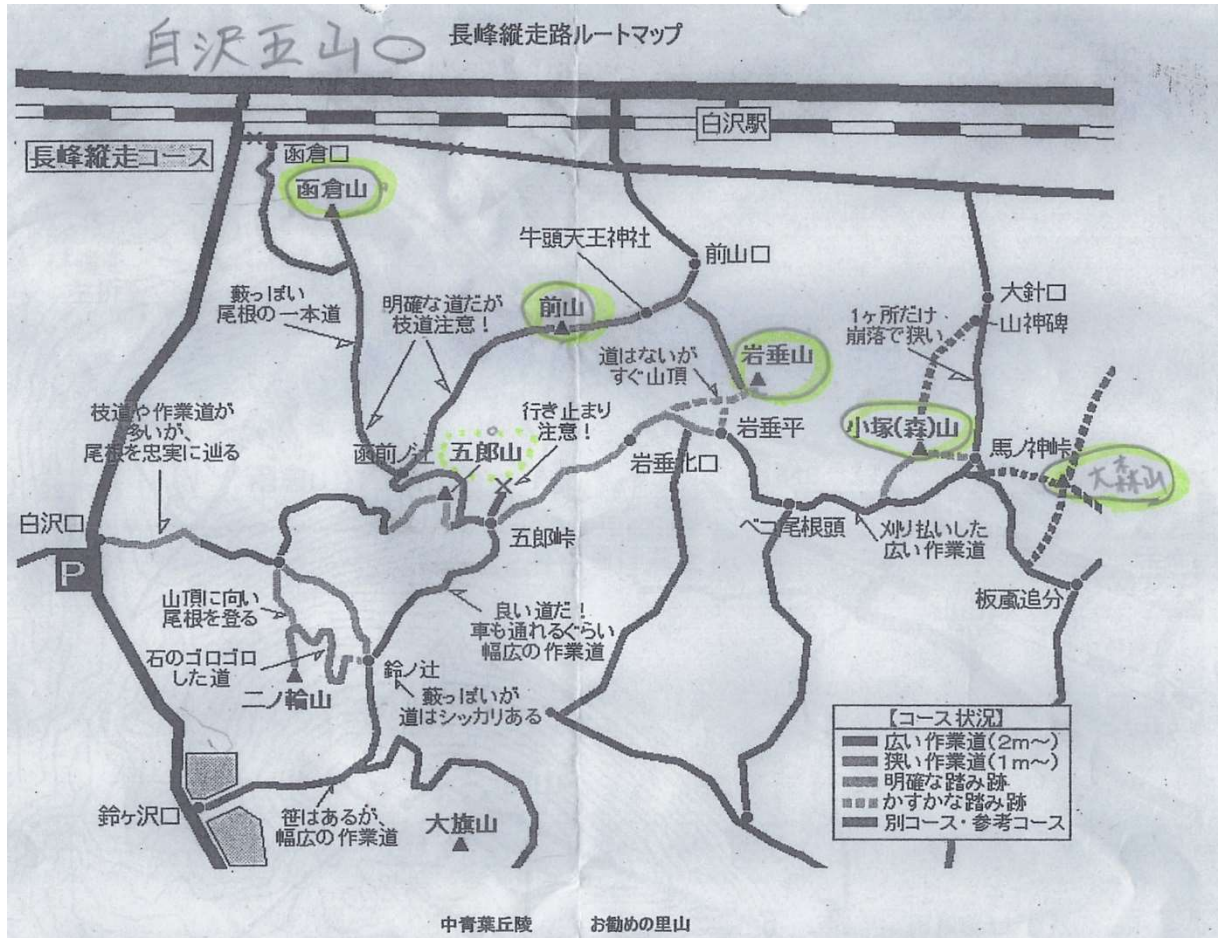 白沢五山○
長峰縦走路ルートマップ
白沢駅
長峰縦走コース
函倉口
函倉山
牛頭天王神社
前山口
藪っぽい
尾根の一本道
明確な道だが
枝道注意！
前山
大針口
山神碑
1ヶ所だけ
崩落で狭い
道はないが
すぐ山頂
岩垂山
枝道や作業道が
多いが、
尾根を忠実に辿る
行き止まり
注意！
函前ノ辻
五郎山
岩垂平
小塚(森)山
馬ノ神峠
大森山
岩垂北口
白沢口
P
五郎峠
ベコ尾根頭
刈り払いした
広い作業道
板颪追分
山頂に向い
尾根を登る
良い道だ！
車も通れるぐらい
幅広の作業道
石のゴロゴロ
した道
鈴ノ辻
二ノ輪山
藪っぽいが
道はシッカリある
【コース状況】
広い作業道(2m～)
狭い作業道(1m～)
明確な踏み跡
かすかな踏み跡
別コース・参考コース
鈴ヶ沢口
笹はあるが、
幅広の作業道
大旗山
中青葉丘陵 お勧めの里山